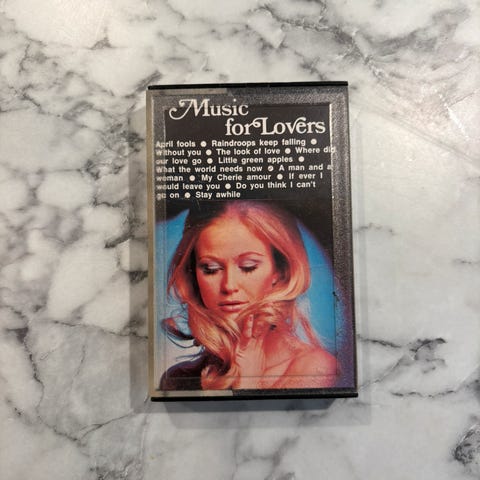 Music
for Lovers
April fools ● Raindroops keep falling ●
Without you ● The look of love ● Where did
our love go ● Little green apples ●
What the world needs now ● A man and a
woman ● My Cherie amour ● If ever I
would leave you ● Do you think I can't
go on ● Stay awhile